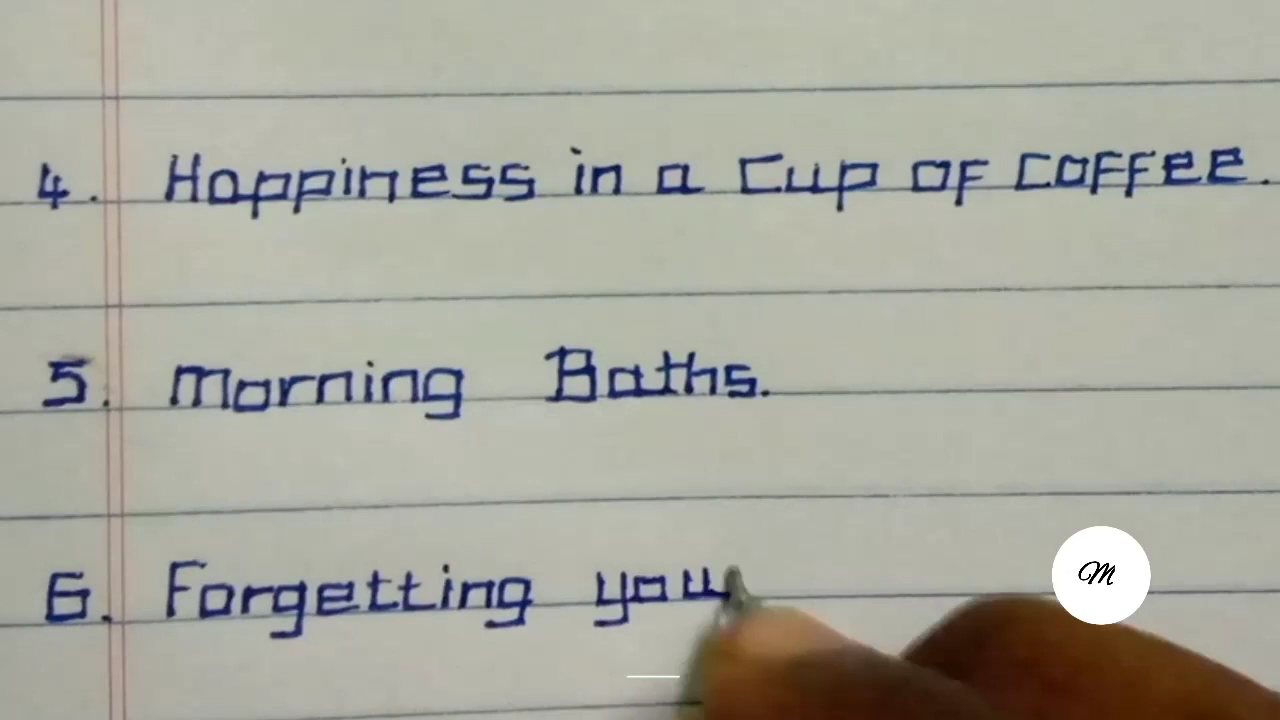 4. Happiness in a Cup OF COFFEE.
5. Morning Baths.
6. Forgetting you
M